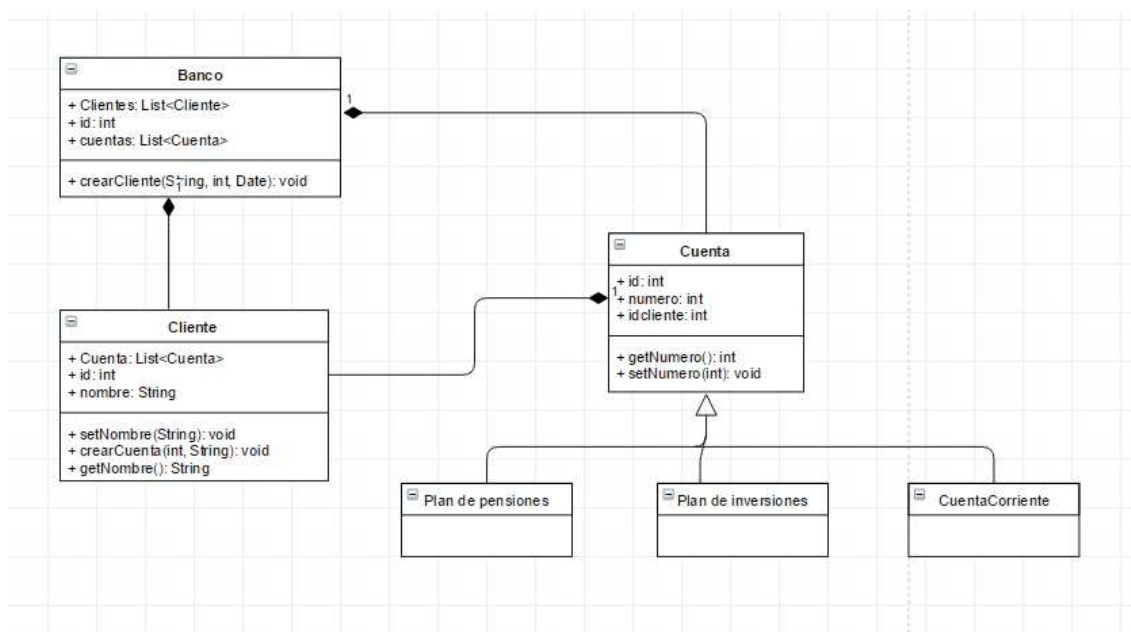 Banco
+ Clientes: List<Cliente>
+ id: int
+ cuentas: List<Cuenta>
+ crearCliente(String, int, Date): void
1
1
Cuenta
+ id: int
+ numero: int
+ idcliente: int
+ getNumero(): int
+ setNumero(int): void
1
Cliente
+ Cuenta: List<Cuenta>
+ id: int
+ nombre: String
+ setNombre(String): void
+ crearCuenta(int, String): void
+ getNombre(): String
Plan de pensiones
Plan de inversiones
CuentaCorriente